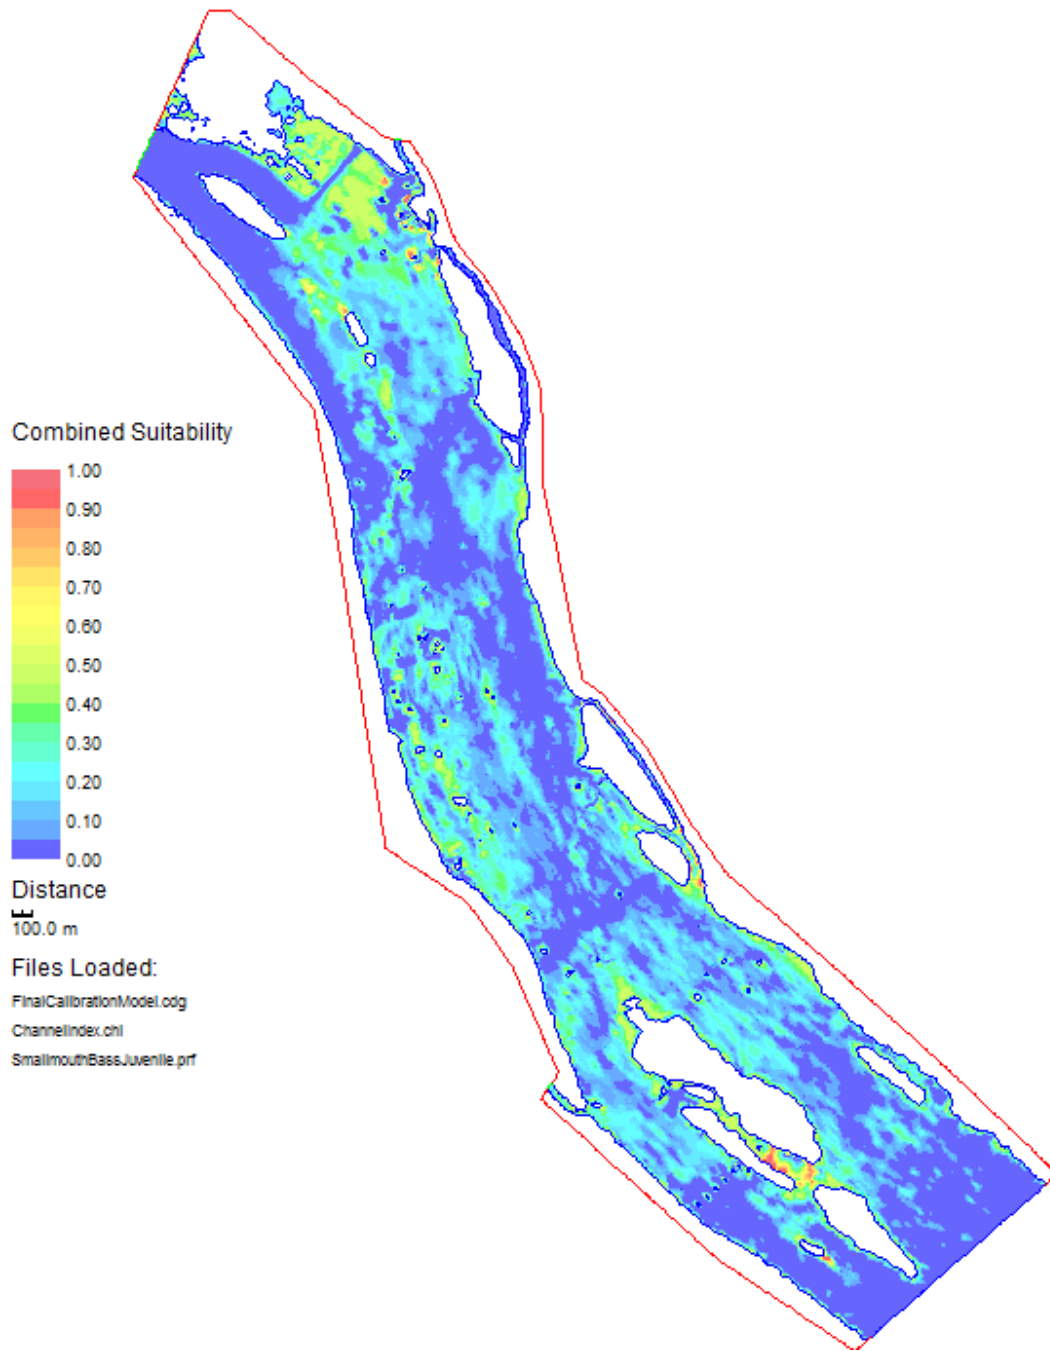 Combined Suitability
1.00
0.90
0.80
0.70
0.60
0.50
0.40
0.30
0.20
0.10
0.00
Distance
100.0 m
Files Loaded:
FinalCalibrationModel.cdg
ChannelIndex.chi
SmallmouthBassJuvenile.prf